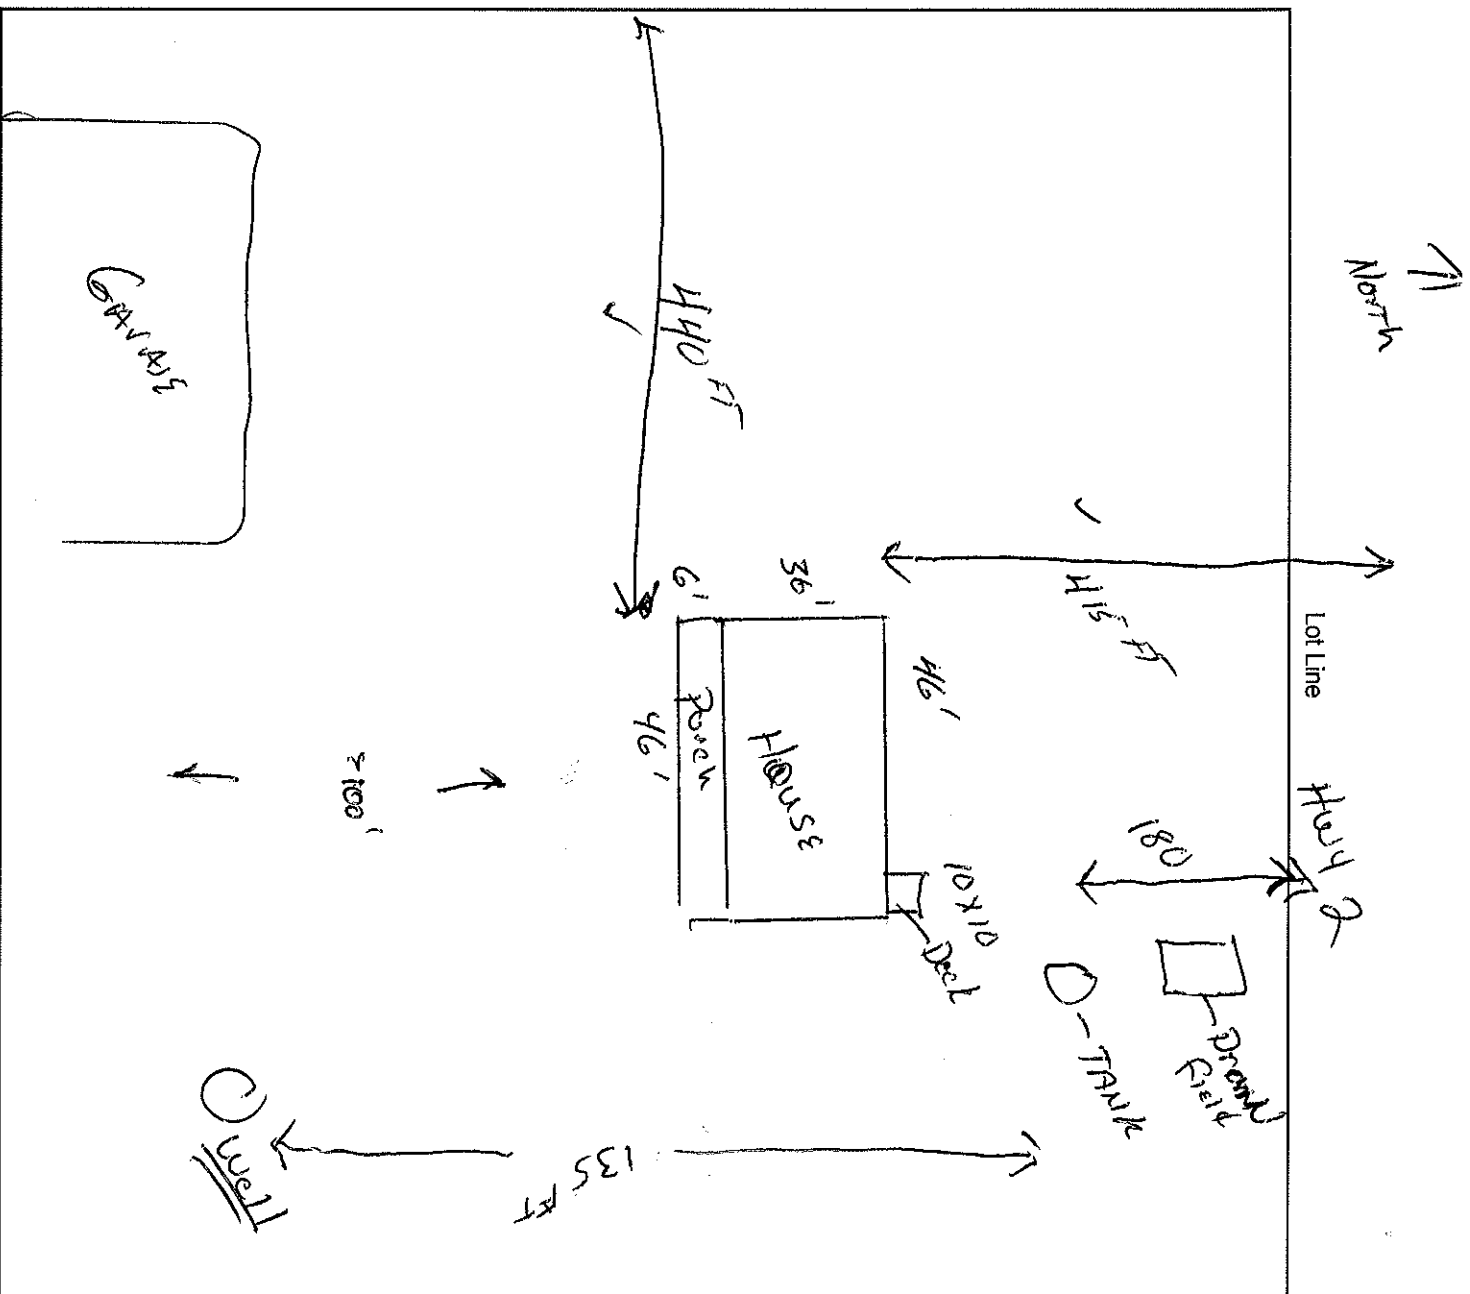 North
Lot Line
Hwy 2
180
415 FT
Drain
Field
TANK
10x10
Deck
46'
36'
6'
House
Porch
46'
440 FT
135 FT
≈100'
Garage
Well